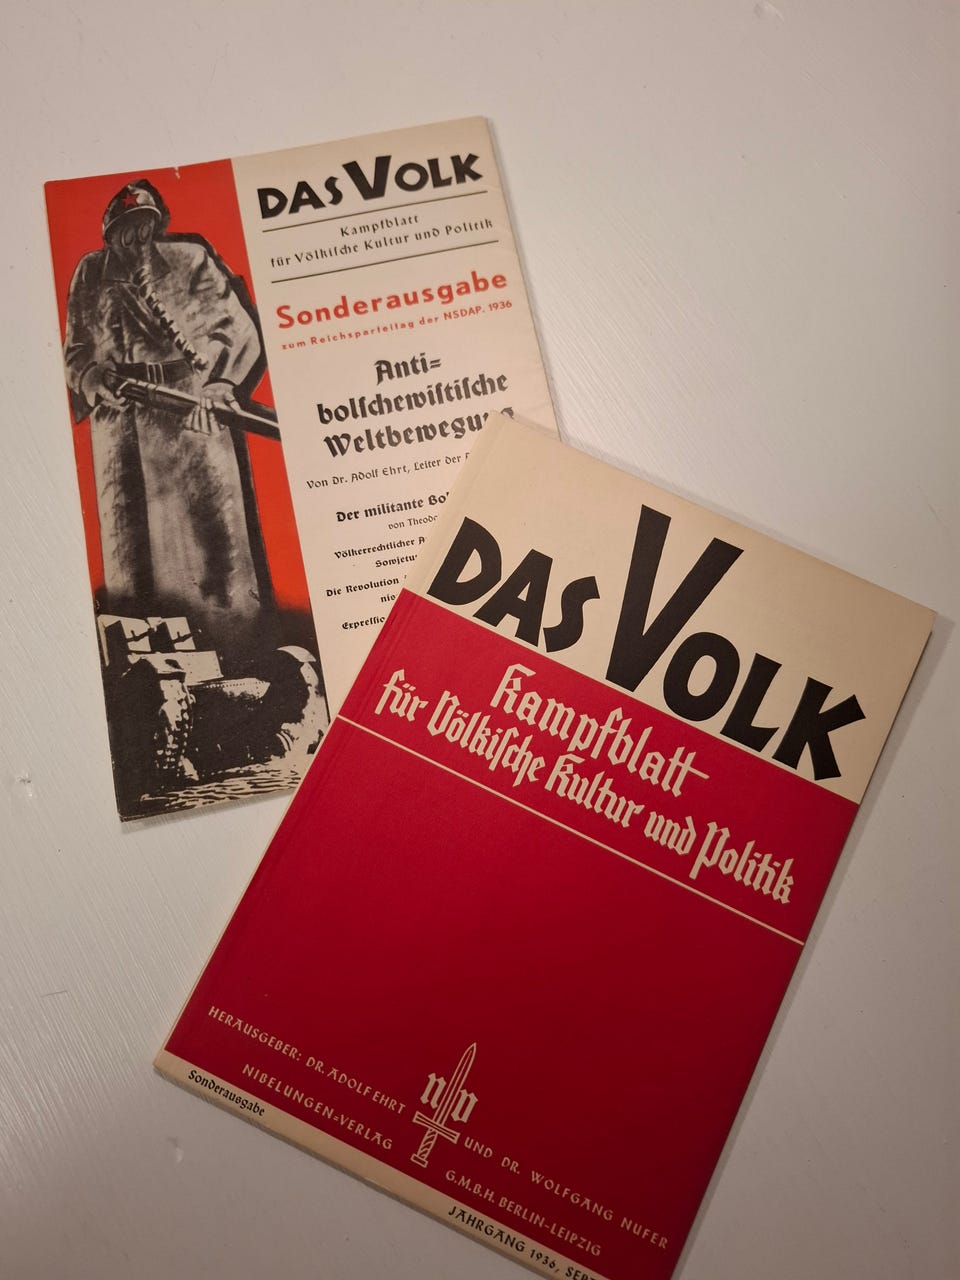 DAS VOLK
Kampfblatt
für Völkische Kultur und Politik
Sonderausgabe
zum Reichsparteitag der NSDAP. 1936
Anti=
bolschewistische
Weltbewegung
Von Dr. Adolf Ehrt, Leiter der
Der militante
von
Völkerrechtlicher
Die Revolution
DAS VOLK
Kampfblatt
für Völkische Kultur und Politik
HERAUSGEBER: DR. ADOLF EHRT UND DR. WOLFGANG NUFER
n v
NIBELUNGEN=VERLAG G.M.B.H. BERLIN-LEIPZIG
Sonderausgabe
JAHRGANG 1936,